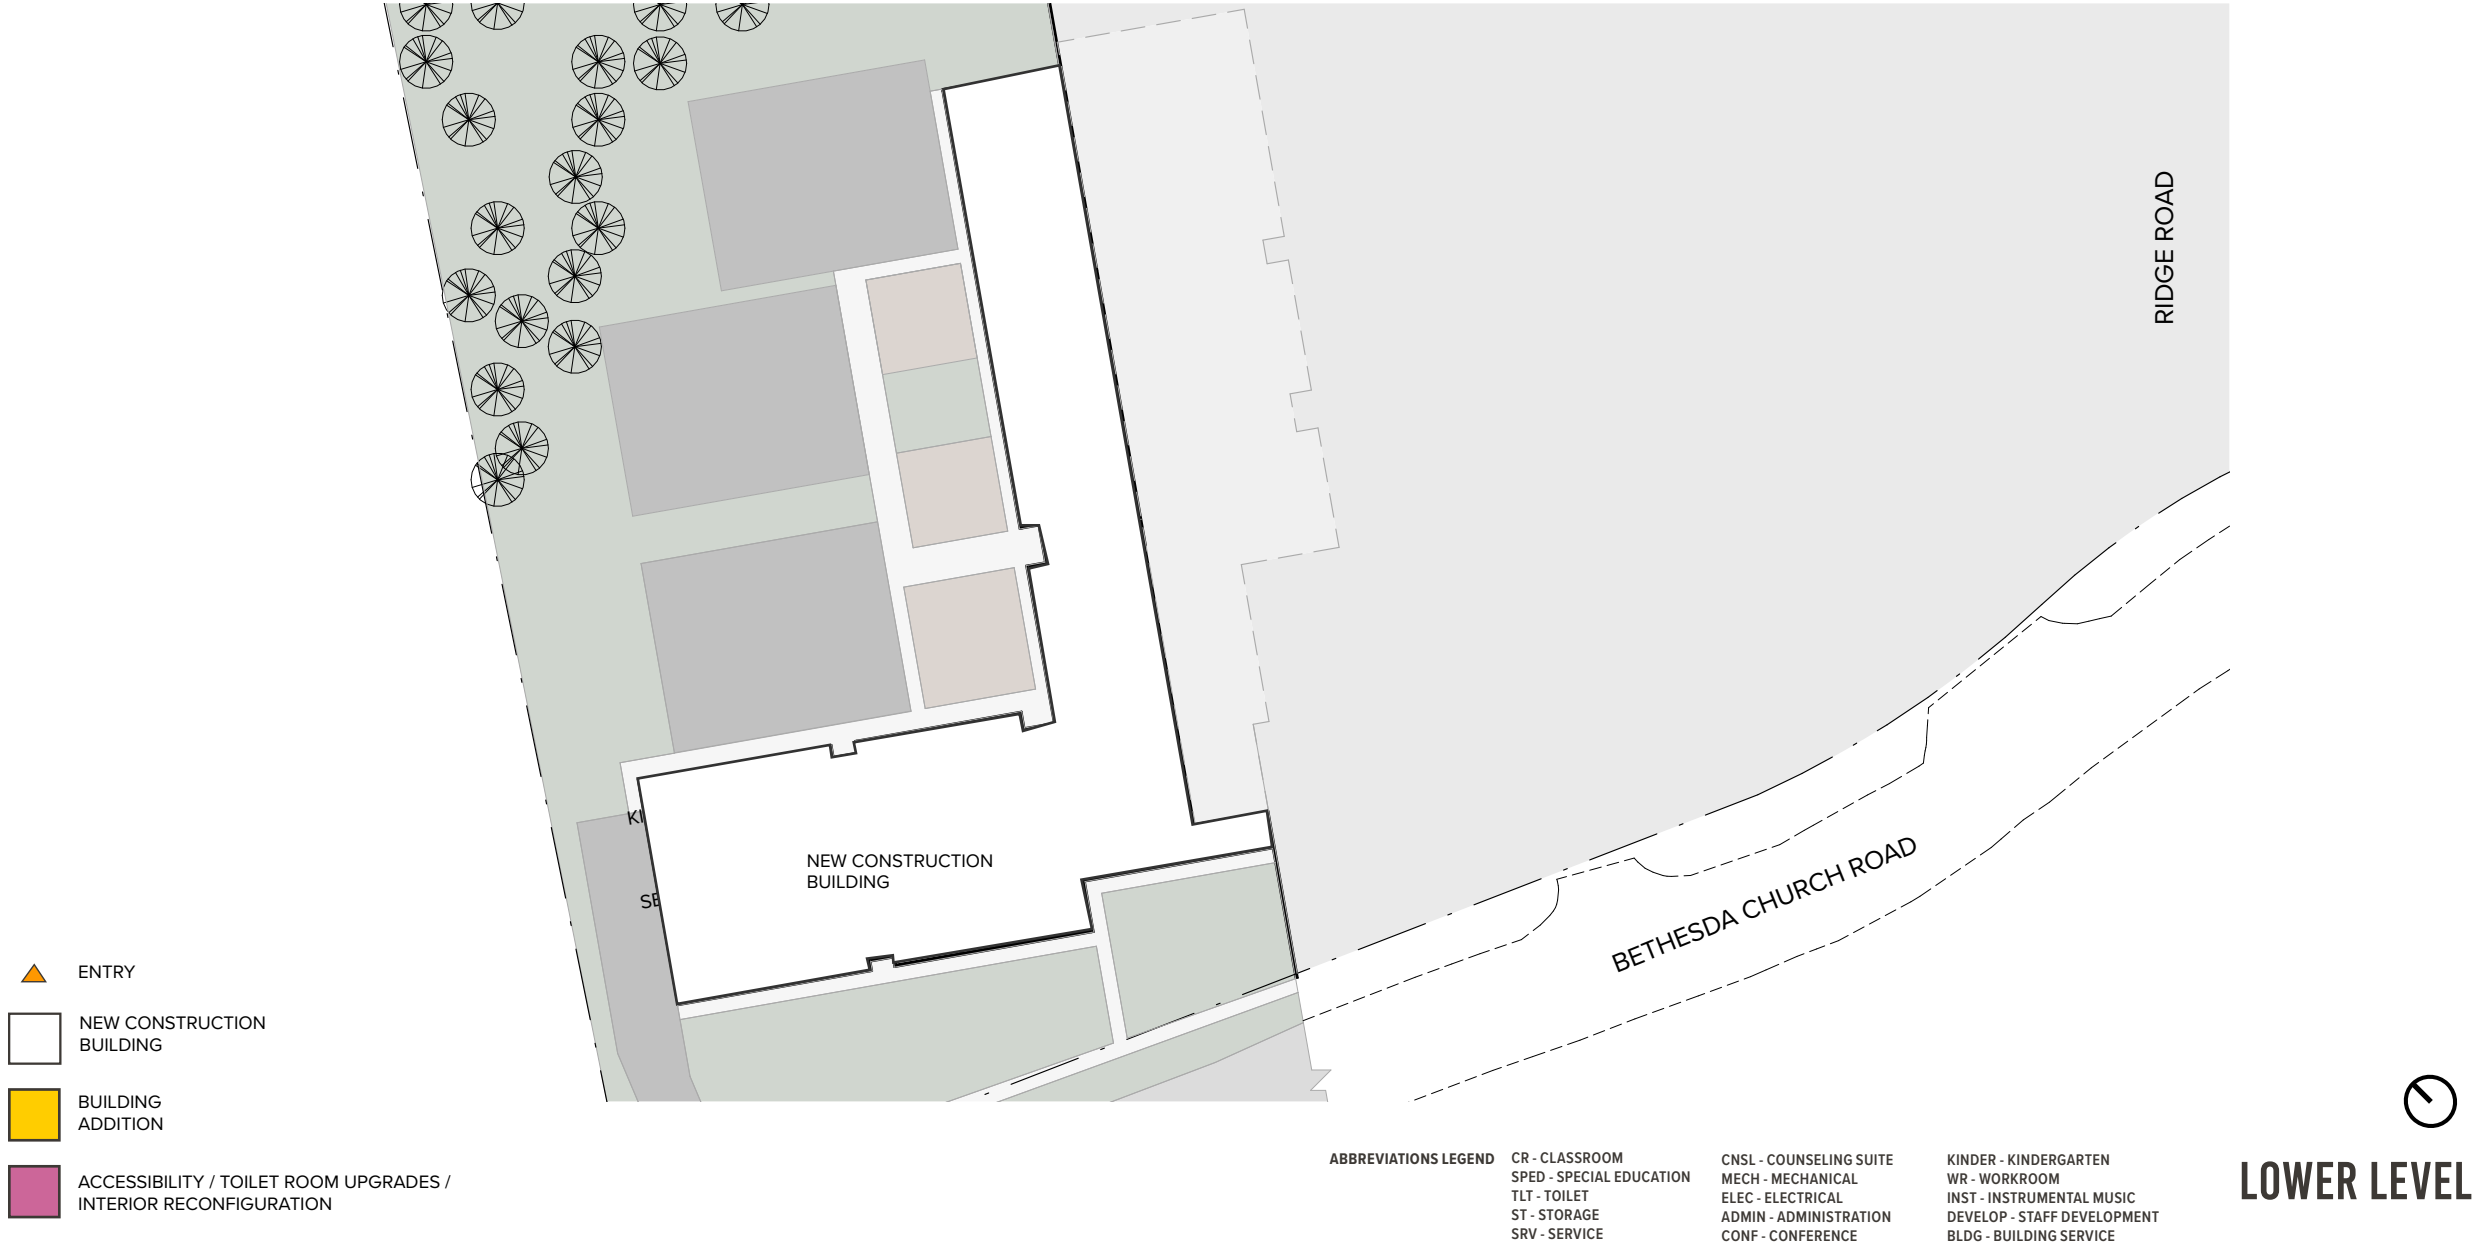 RIDGE ROAD
KI
NEW CONSTRUCTION
BUILDING
SE
BETHESDA CHURCH ROAD
ENTRY
NEW CONSTRUCTION
BUILDING
BUILDING
ADDITION
ACCESSIBILITY / TOILET ROOM UPGRADES /
INTERIOR RECONFIGURATION
ABBREVIATIONS LEGEND
CR - CLASSROOM
SPED - SPECIAL EDUCATION
TLT - TOILET
ST - STORAGE
SRV - SERVICE
CNSL - COUNSELING SUITE
MECH - MECHANICAL
ELEC - ELECTRICAL
ADMIN - ADMINISTRATION
CONF - CONFERENCE
KINDER - KINDERGARTEN
WR - WORKROOM
INST - INSTRUMENTAL MUSIC
DEVELOP - STAFF DEVELOPMENT
BLDG - BUILDING SERVICE
LOWER LEVEL